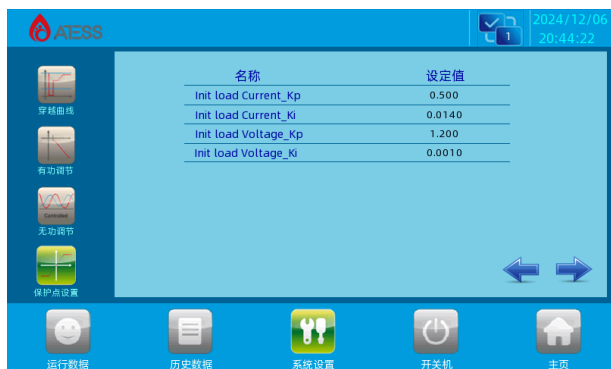 ATESS
1
2024/12/06
20:44:22
穿越曲线
有功调节
Controlled
无功调节
保护点设置
名称 设定值
Init load Current_Kp 0.500
Init load Current_Ki 0.0140
Init load Voltage_Kp 1.200
Init load Voltage_Ki 0.0010
运行数据 历史数据 系统设置 开关机 主页